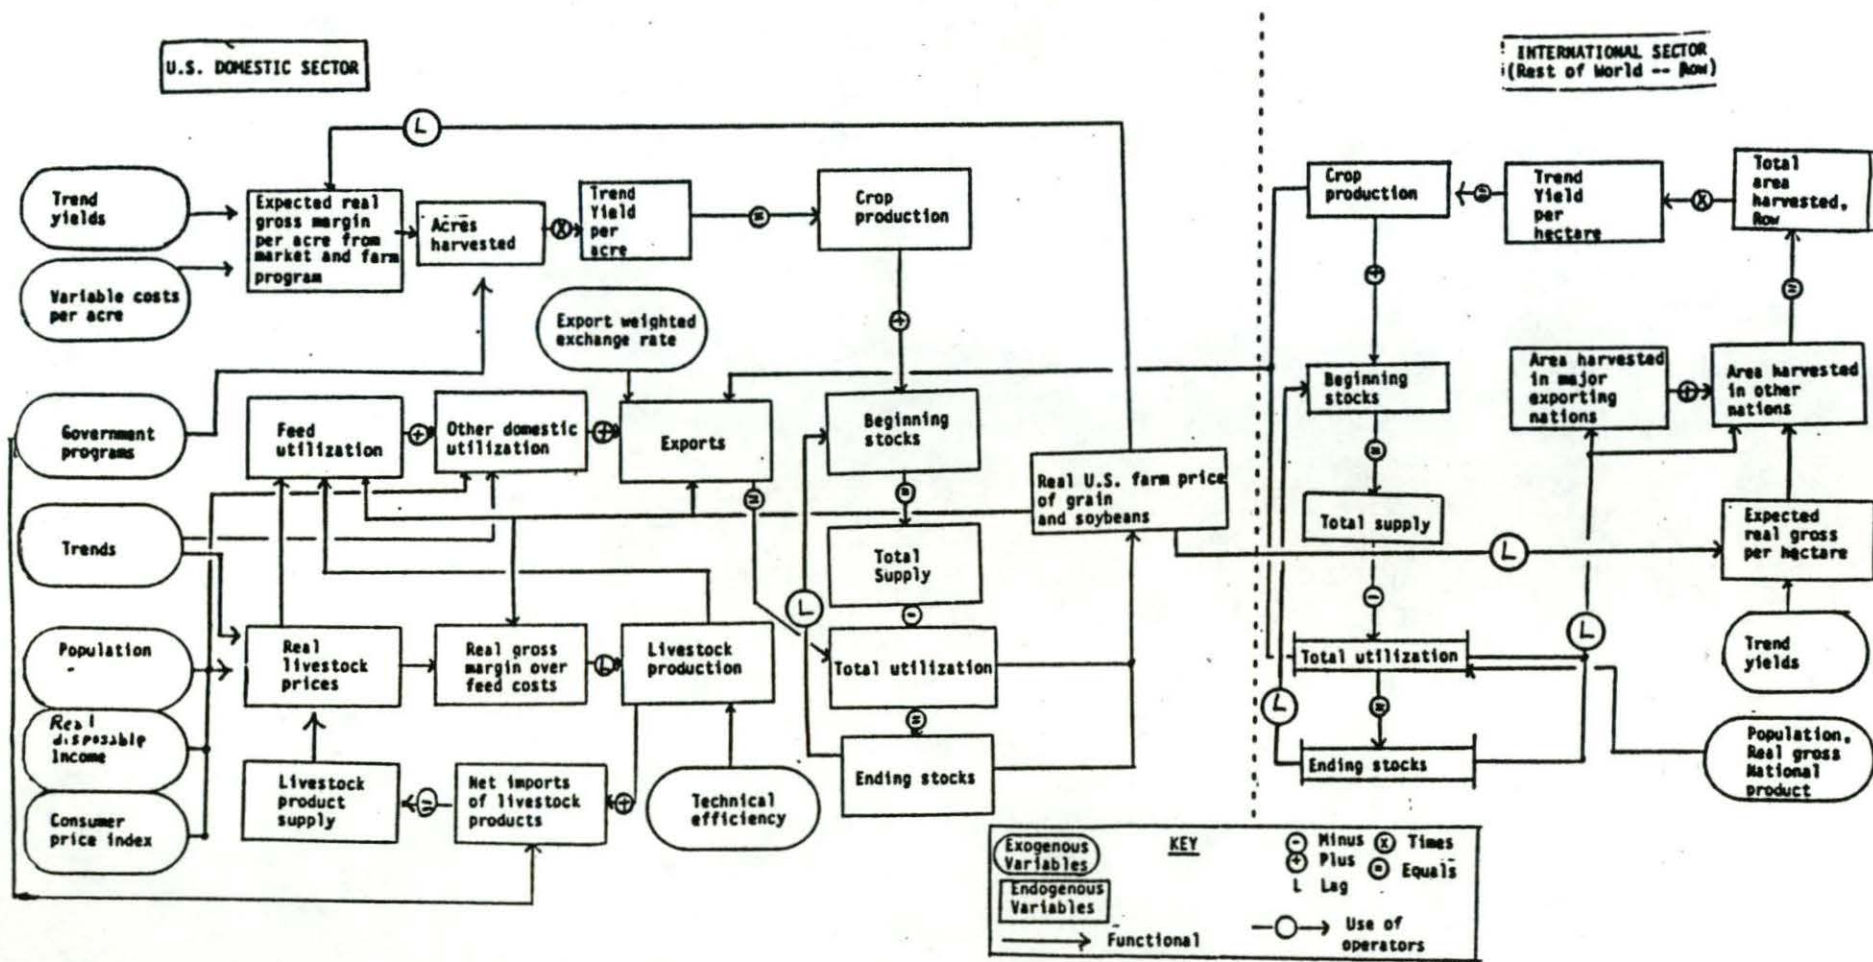 U.S. DOMESTIC SECTOR
INTERNATIONAL SECTOR
(Rest of World -- Row)
L
Trend
yields
Expected real
gross margin
per acre from
market and farm
program
Acres
harvested
x
Trend
Yield
per
acre
=
Crop
production
Crop
production
=
Trend
Yield
per
hectare
x
Total
area
harvested,
Row
Variable costs
per acre
Export weighted
exchange rate
+
+
=
Government
programs
Feed
utilization
+
Other domestic
utilization
+
Exports
Beginning
stocks
Beginning
stocks
Area harvested
in major
exporting
nations
+
Area harvested
in other
nations
=
=
=
Real U.S. farm price
of grain
and soybeans
Total supply
Expected
real gross
per hectare
L
Trends
Total
Supply
L
-
-
Population
Real
livestock
prices
Real gross
margin over
feed costs
L
Livestock
production
Total utilization
Total utilization
L
Trend
yields
=
=
L
Real
disposable
Income
Livestock
product
supply
=
Net imports
of livestock
products
+
Technical
efficiency
Ending stocks
Ending stocks
Population,
Real gross
National
product
Consumer
price index
KEY
Exogenous
Variables
- Minus x Times
+ Plus = Equals
L Lag
Endogenous
Variables
Functional
Use of
operators